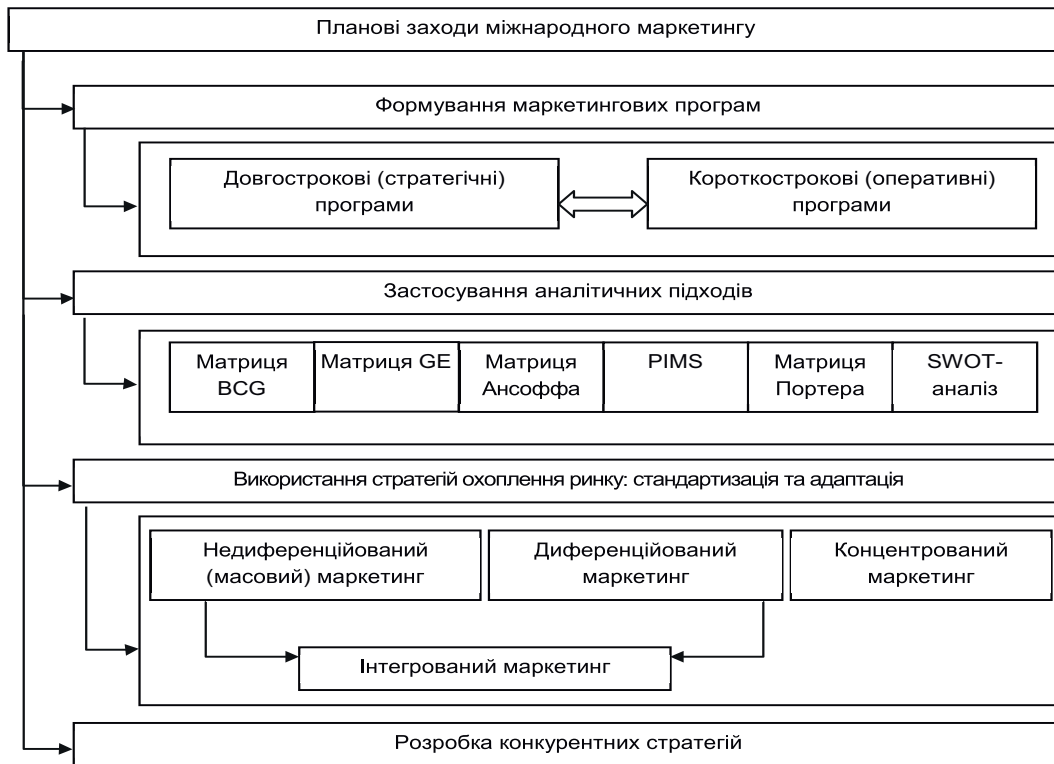 Планові заходи міжнародного маркетингу
Формування маркетингових програм
Довгострокові (стратегічні)
програми
Короткострокові (оперативні)
програми
Застосування аналітичних підходів
Матриця
BCG
Матриця GE
Матриця
Ансоффа
PIMS
Матриця
Портера
SWOT-
аналіз
Використання стратегій охоплення ринку: стандартизація та адаптація
Недиференційований
(масовий) маркетинг
Диференційований
маркетинг
Концентрований
маркетинг
Інтегрований маркетинг
Розробка конкурентних стратегій